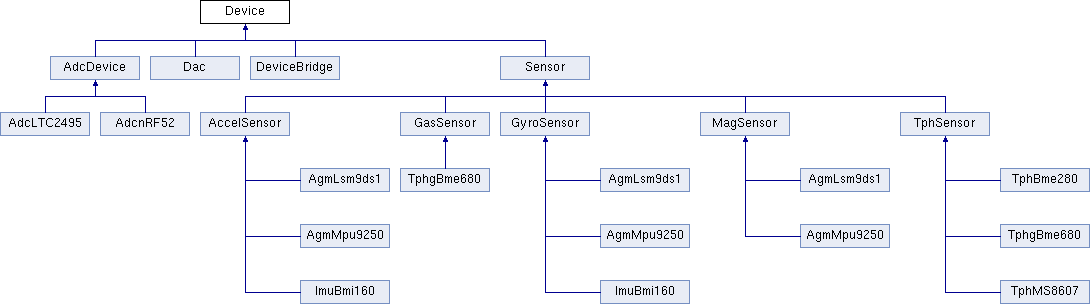 Device
AdcDevice
Dac
DeviceBridge
Sensor
AdcLTC2495
AdcnRF52
AccelSensor
GasSensor
GyroSensor
MagSensor
TphSensor
AgmLsm9ds1
TphgBme680
AgmLsm9ds1
AgmLsm9ds1
TphBme280
AgmMpu9250
AgmMpu9250
AgmMpu9250
TphgBme680
ImuBmi160
ImuBmi160
TphMS8607